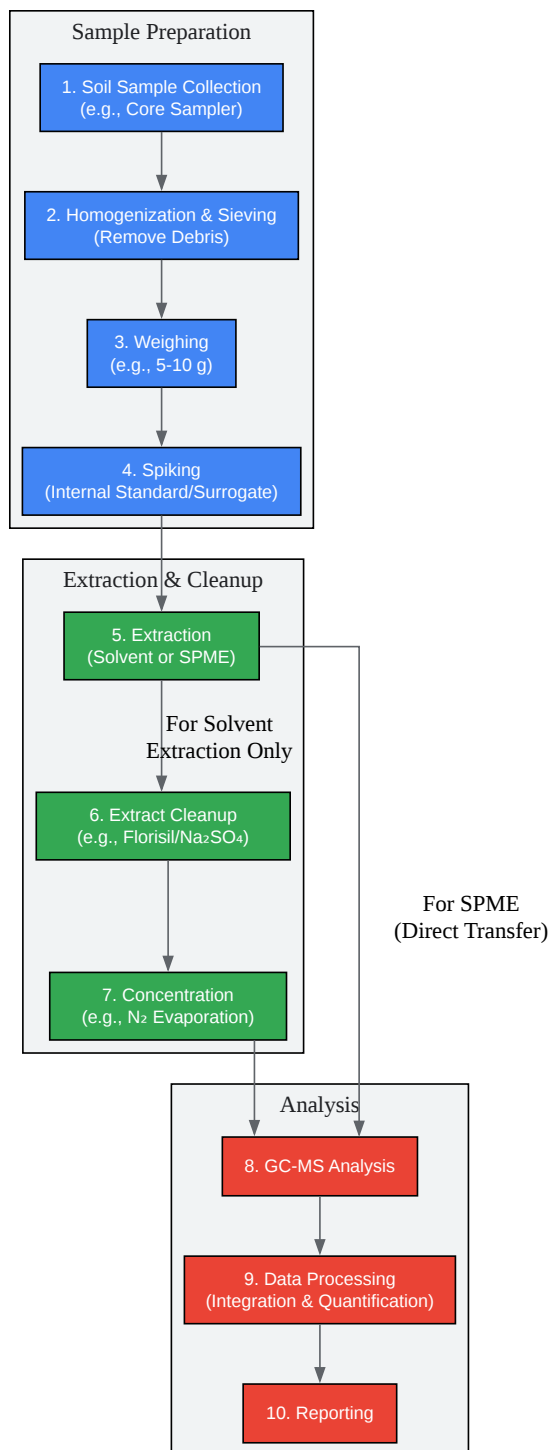 Sample Preparation
1. Soil Sample Collection
(e.g., Core Sampler)
2. Homogenization & Sieving
(Remove Debris)
3. Weighing
(e.g., 5-10 g)
4. Spiking
(Internal Standard/Surrogate)
Extraction & Cleanup
5. Extraction
(Solvent or SPME)
For Solvent
Extraction Only
6. Extract Cleanup
(e.g., Florisil/Na₂SO₄)
For SPME
(Direct Transfer)
7. Concentration
(e.g., N₂ Evaporation)
Analysis
8. GC-MS Analysis
9. Data Processing
(Integration & Quantification)
10. Reporting